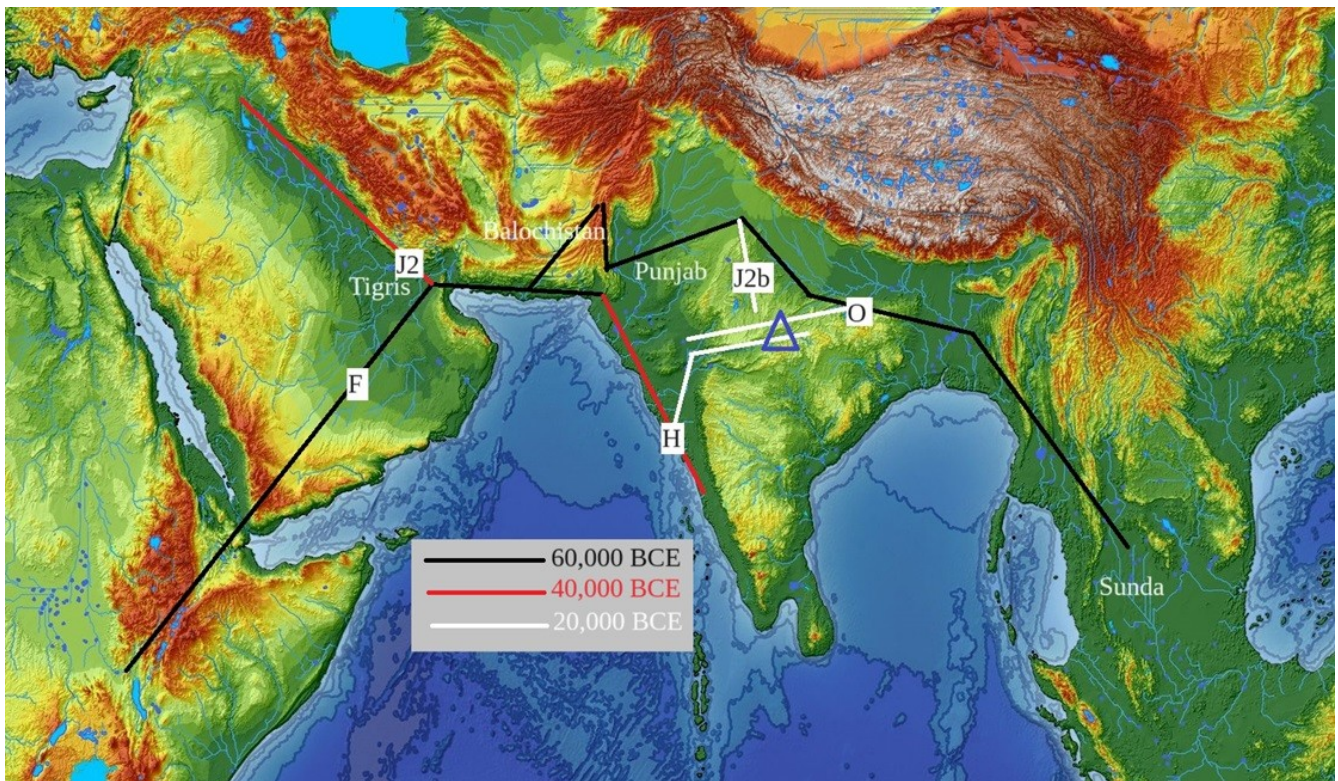 Balochistan
J2
Tigris
Punjab
J2b
O
F
H
60,000 BCE
40,000 BCE
20,000 BCE
Sunda